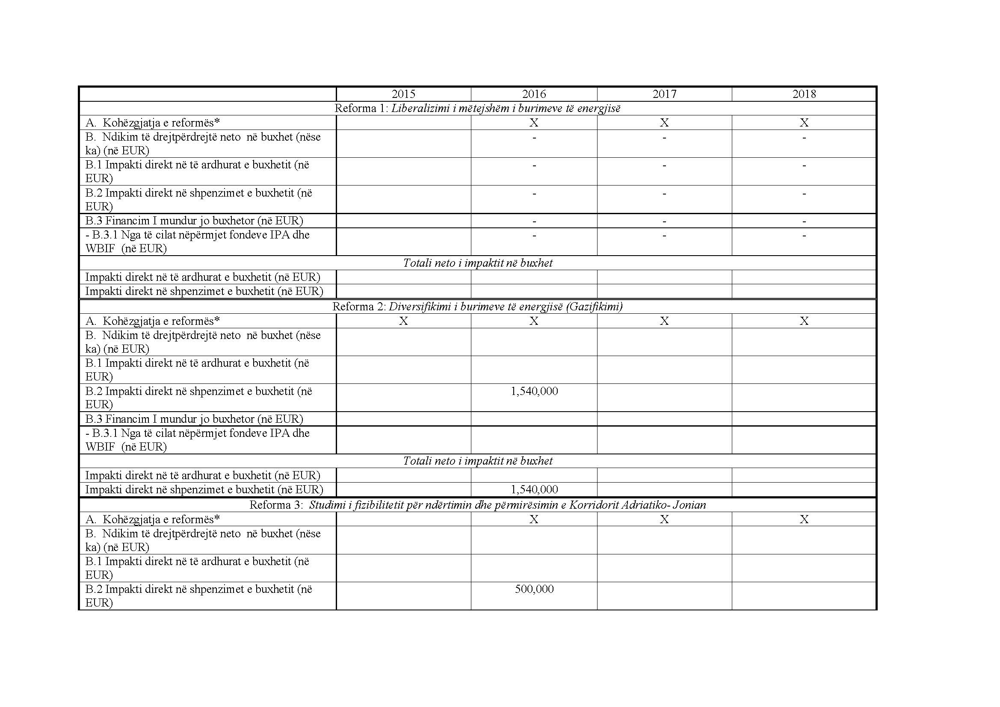 2015 2016 2017 2018
Reforma 1: Liberalizimi i mëtejshëm i burimeve të energjisë
A. Kohëzgjatja e reformës* X X X
B. Ndikim të drejtpërdrejtë neto në buxhet (nëse - - -
ka) (në EUR)
B.1 Impakti direkt në të ardhurat e buxhetit (në - - -
EUR)
B.2 Impakti direkt në shpenzimet e buxhetit (në - - -
EUR)
B.3 Financim I mundur jo buxhetor (në EUR) - - -
- B.3.1 Nga të cilat nëpërmjet fondeve IPA dhe - - -
WBIF (në EUR)
Totali neto i impaktit në buxhet
Impakti direkt në të ardhurat e buxhetit (në EUR)
Impakti direkt në shpenzimet e buxhetit (në EUR)
Reforma 2: Diversifikimi i burimeve të energjisë (Gazifikimi)
A. Kohëzgjatja e reformës* X X X X
B. Ndikim të drejtpërdrejtë neto në buxhet (nëse
ka) (në EUR)
B.1 Impakti direkt në të ardhurat e buxhetit (në
EUR)
B.2 Impakti direkt në shpenzimet e buxhetit (në 1,540,000
EUR)
B.3 Financim I mundur jo buxhetor (në EUR)
- B.3.1 Nga të cilat nëpërmjet fondeve IPA dhe
WBIF (në EUR)
Totali neto i impaktit në buxhet
Impakti direkt në të ardhurat e buxhetit (në EUR)
Impakti direkt në shpenzimet e buxhetit (në EUR) 1,540,000
Reforma 3: Studimi i fizibilitetit për ndërtimin dhe përmirësimin e Korridorit Adriatiko- Jonian
A. Kohëzgjatja e reformës* X X X
B. Ndikim të drejtpërdrejtë neto në buxhet (nëse
ka) (në EUR)
B.1 Impakti direkt në të ardhurat e buxhetit (në
EUR)
B.2 Impakti direkt në shpenzimet e buxhetit (në 500,000
EUR)